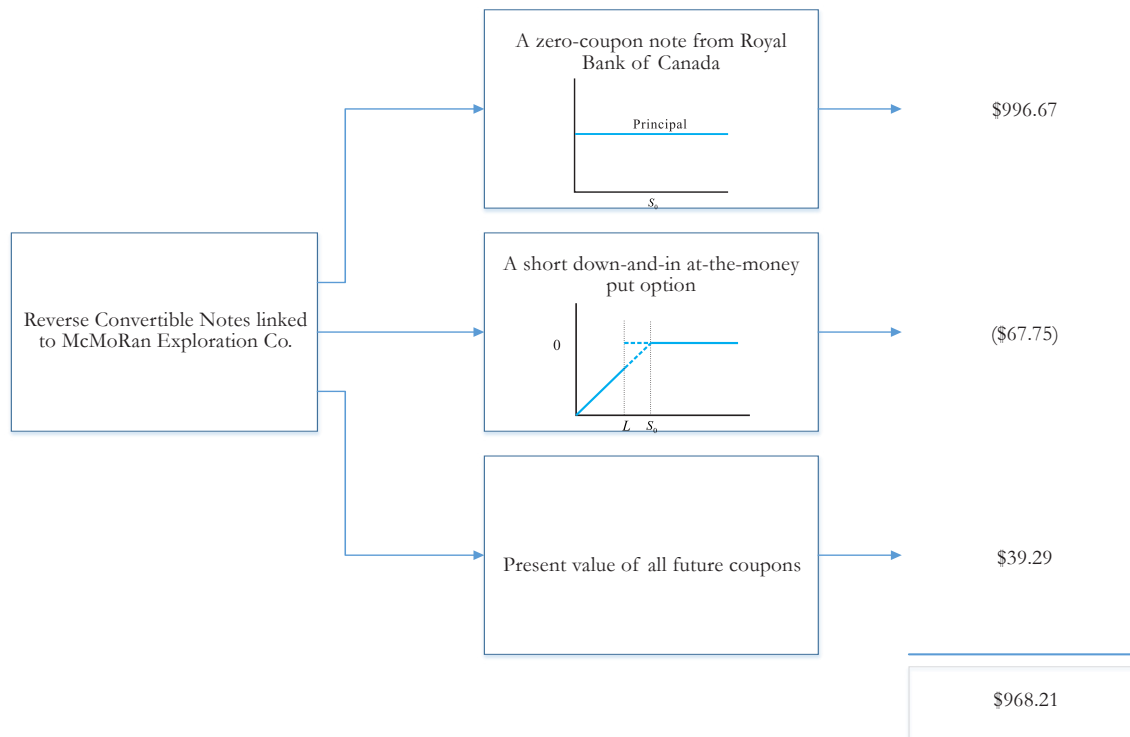 A zero-coupon note from Royal
Bank of Canada
Principal
S₀
$996.67
Reverse Convertible Notes linked
to McMoRan Exploration Co.
A short down-and-in at-the-money
put option
0
L S₀
($67.75)
Present value of all future coupons
$39.29
$968.21